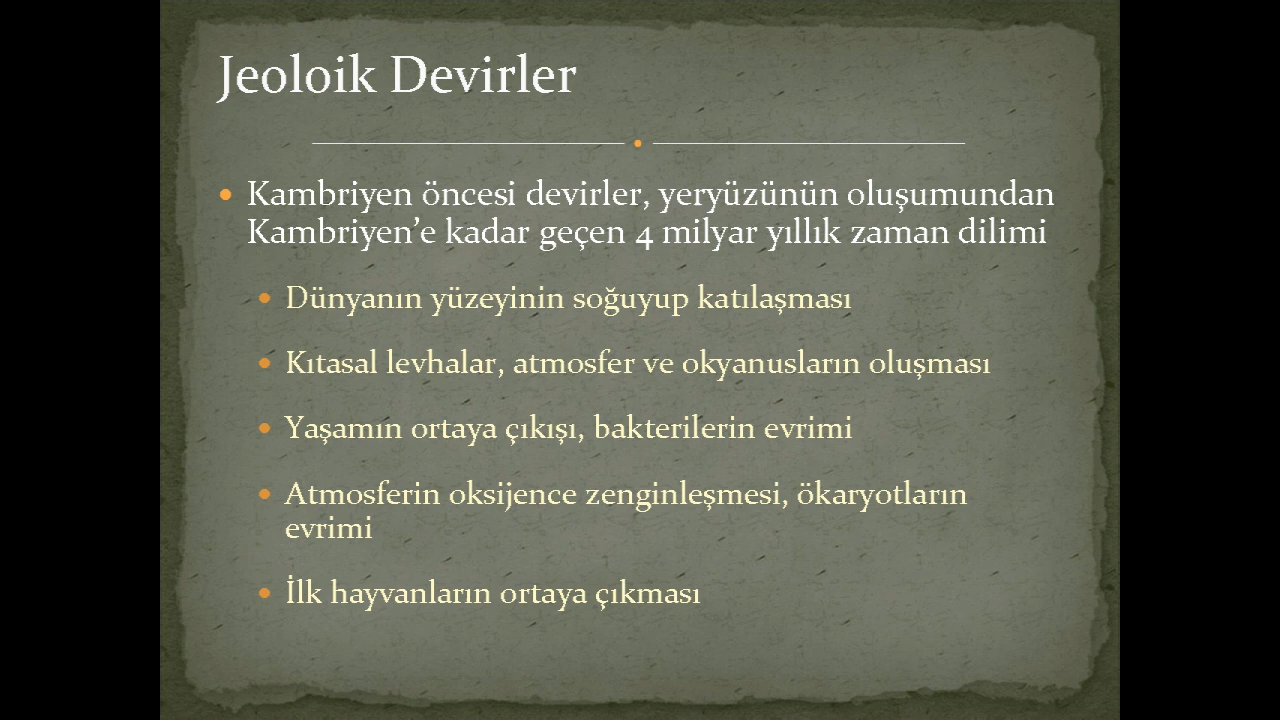 Jeoloik Devirler
Kambriyen öncesi devirler, yeryüzünün oluşumundan
Kambriyen’e kadar geçen 4 milyar yıllık zaman dilimi
Dünyanın yüzeyinin soğuyup katılaşması
Kıtasal levhalar, atmosfer ve okyanusların oluşması
Yaşamın ortaya çıkışı, bakterilerin evrimi
Atmosferin oksijence zenginleşmesi, ökaryotların
evrimi
İlk hayvanların ortaya çıkması